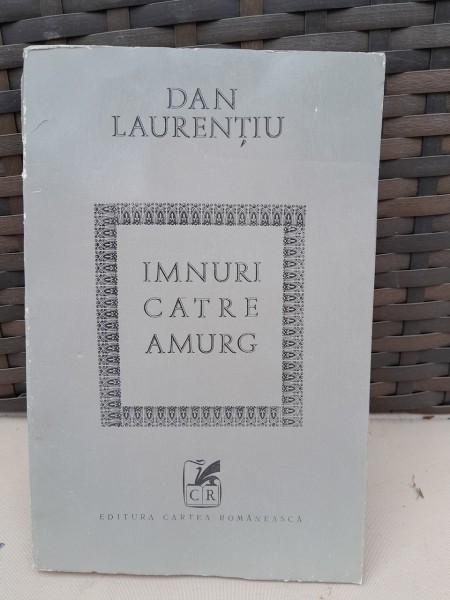 DAN
LAURENȚIU
IMNURI
CATRE
AMURG
CR
EDITURA CARTEA ROMÂNEASCĂ